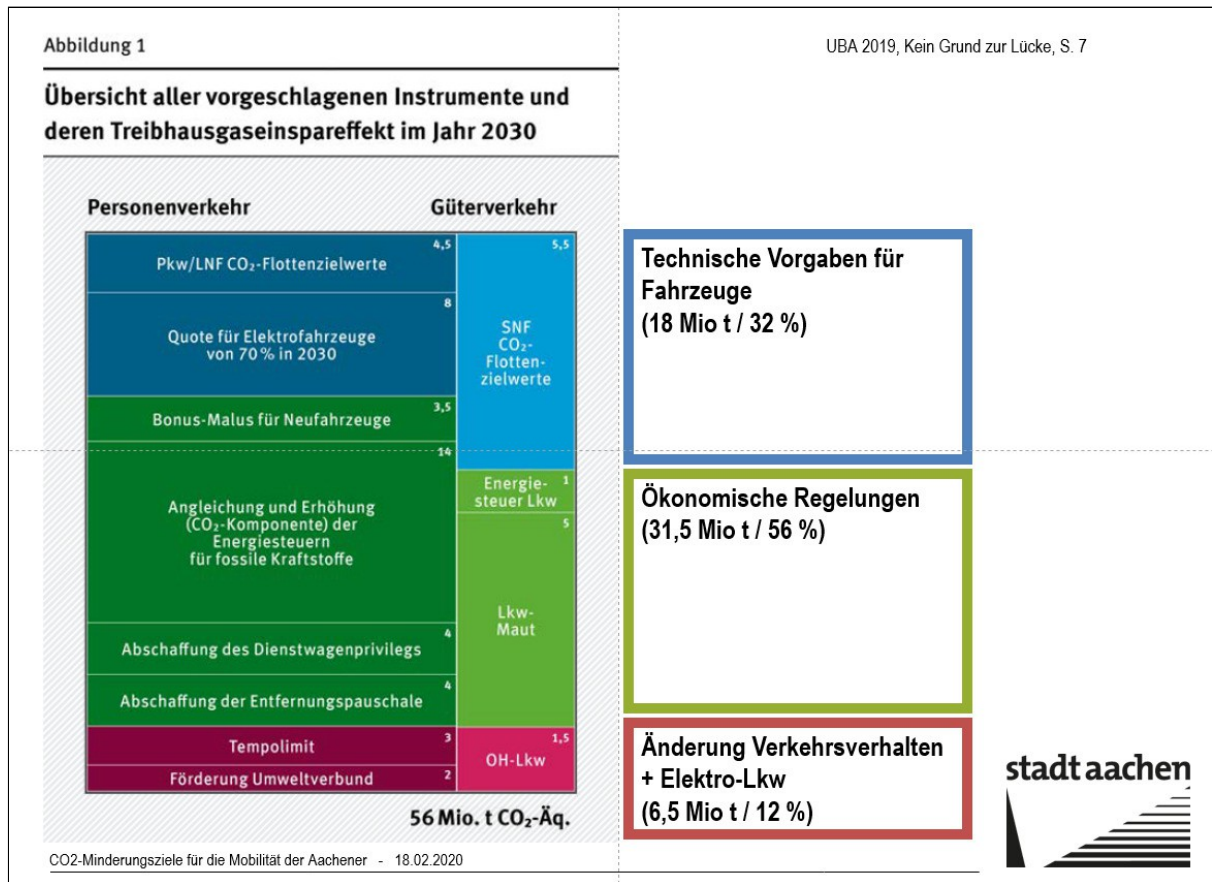 Abbildung 1
UBA 2019, Kein Grund zur Lücke, S. 7
Übersicht aller vorgeschlagenen Instrumente und
deren Treibhausgaseinspareffekt im Jahr 2030
Personenverkehr
Güterverkehr
4,5
Pkw/LNF CO₂-Flottenzielwerte
8
Quote für Elektrofahrzeuge
von 70 % in 2030
3,5
Bonus-Malus für Neufahrzeuge
14
Angleichung und Erhöhung
(CO₂-Komponente) der
Energiesteuern
für fossile Kraftstoffe
4
Abschaffung des Dienstwagenprivilegs
4
Abschaffung der Entfernungspauschale
3
Tempolimit
2
Förderung Umweltverbund
5,5
SNF
CO₂-
Flotten-
zielwerte
1
Energie-
steuer Lkw
5
Lkw-
Maut
1,5
OH-Lkw
56 Mio. t CO₂-Äq.
Technische Vorgaben für
Fahrzeuge
(18 Mio t / 32 %)
Ökonomische Regelungen
(31,5 Mio t / 56 %)
Änderung Verkehrsverhalten
+ Elektro-Lkw
(6,5 Mio t / 12 %)
stadt aachen
CO2-Minderungsziele für die Mobilität der Aachener - 18.02.2020